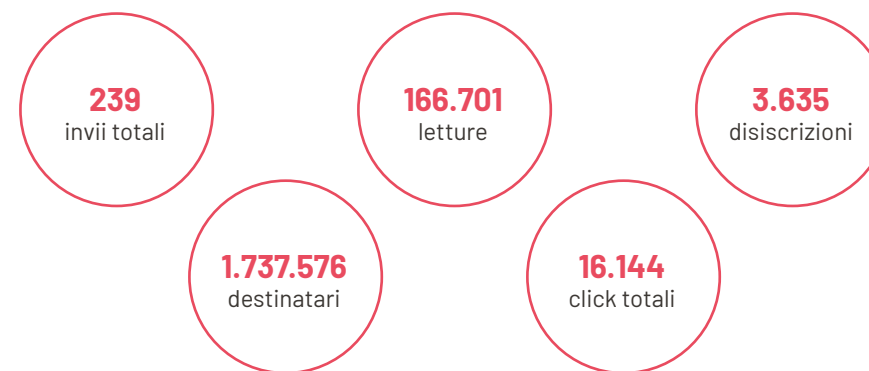 239
invii totali
166.701
letture
3.635
disiscrizioni
1.737.576
destinatari
16.144
click totali